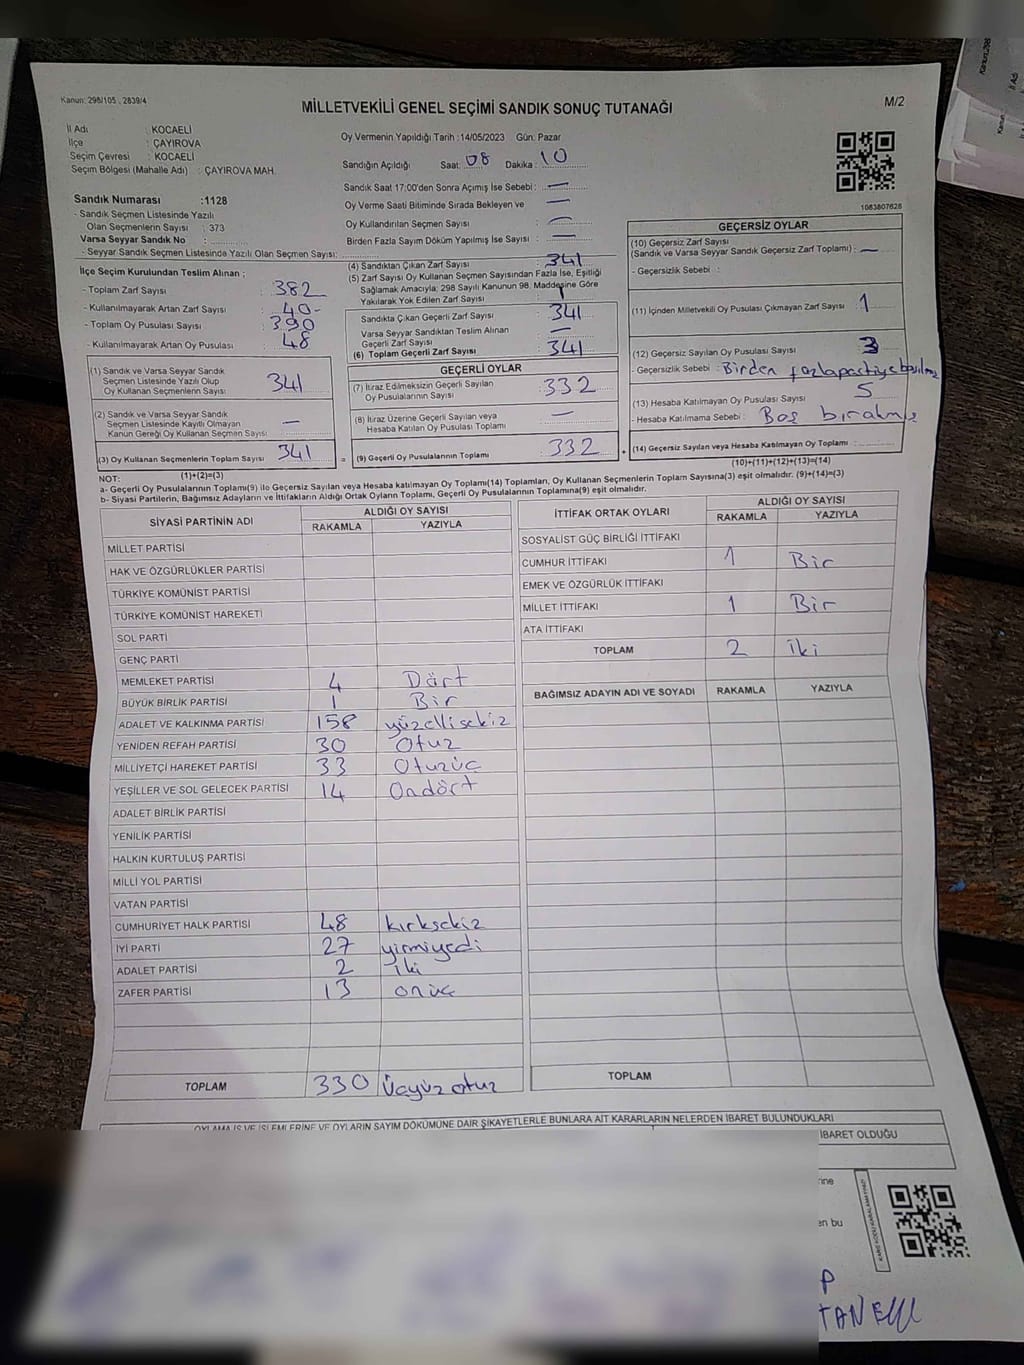 Kanun: 298/105 , 2839/4
MİLLETVEKİLİ GENEL SEÇİMİ SANDIK SONUÇ TUTANAĞI
M/2
İl Adı : KOCAELİ
İlçe : ÇAYIROVA
Seçim Çevresi : KOCAELİ
Seçim Bölgesi (Mahalle Adı) : ÇAYIROVA MAH.
Oy Vermenin Yapıldığı Tarih :14/05/2023 Gün: Pazar
Sandığın Açıldığı Saat: 08 Dakika : 10
Sandık Saat 17:00'den Sonra Açımış İse Sebebi : —
Oy Verme Saati Bitiminde Sırada Bekleyen ve —
Oy Kullandırılan Seçmen Sayısı —
Birden Fazla Sayım Döküm Yapılmış İse Sayısı : —
1083807628
Sandık Numarası :1128
- Sandık Seçmen Listesinde Yazılı
Olan Seçmenlerin Sayısı : 373
Varsa Seyyar Sandık No :
- Seyyar Sandık Seçmen Listesinde Yazılı Olan Seçmen Sayısı:
İlçe Seçim Kurulundan Teslim Alınan ;
- Toplam Zarf Sayısı : 382
- Kullanılmayarak Artan Zarf Sayısı : 40-
- Toplam Oy Pusulası Sayısı : 390
- Kullanılmayarak Artan Oy Pusulası : 48
(1) Sandık ve Varsa Seyyar Sandık
Seçmen Listesinde Yazılı Olup
Oy Kullanan Seçmenlerin Sayısı : 341
(2) Sandık ve Varsa Seyyar Sandık
Seçmen Listesinde Kayıtlı Olmayan
Kanun Gereği Oy Kullanan Seçmen Sayısı : —
(3) Oy Kullanan Seçmenlerin Toplam Sayısı : 341
(1)+(2)=(3)
(4) Sandıktan Çıkan Zarf Sayısı : 341
(5) Zarf Sayısı Oy Kullanan Seçmen Sayısından Fazla İse, Eşitliği
Sağlamak Amacıyla; 298 Sayılı Kanunun 98. Maddesine Göre
Yakılarak Yok Edilen Zarf Sayısı :
Sandıkta Çıkan Geçerli Zarf Sayısı : 341
Varsa Seyyar Sandıktan Teslim Alınan
Geçerli Zarf Sayısı : —
(6) Toplam Geçerli Zarf Sayısı : 341
GEÇERLİ OYLAR
(7) İtiraz Edilmeksizin Geçerli Sayılan
Oy Pusulasının Sayısı : 332
(8) İtiraz Üzerine Geçerli Sayılan veya
Hesaba Katılan Oy Pusulası Toplamı : —
= (9) Geçerli Oy Pusulalarının Toplamı : 332 +
GEÇERSİZ OYLAR
(10) Geçersiz Zarf Sayısı
(Sandık ve Varsa Seyyar Sandık Geçersiz Zarf Toplamı) : —
- Geçersizlik Sebebi :
(11) İçinden Milletvekili Oy Pusulası Çıkmayan Zarf Sayısı : 1
(12) Geçersiz Sayılan Oy Pusulası Sayısı : 3
- Geçersizlik Sebebi : Birden fazla partiye basılmış
(13) Hesaba Katılmayan Oy Pusulası Sayısı : 5
- Hesaba Katılmama Sebebi : Boş bırakmış
(14) Geçersiz Sayılan veya Hesaba Katılmayan Oy Toplamı :
(10)+(11)+(12)+(13)=(14)
NOT:
a- Geçerli Oy Pusulalarının Toplamı(9) ile Geçersiz Sayılan veya Hesaba katılmayan Oy Toplamı(14) Toplamları, Oy Kullanan Seçmenlerin Toplam Sayısına(3) eşit olmalıdır. (9)+(14)=(3)
b- Siyasi Partilerin, Bağımsız Adayların ve İttifakların Aldığı Ortak Oyların Toplamı, Geçerli Oy Pusulalarının Toplamına(9) eşit olmalıdır.
SİYASİ PARTİNİN ADI ALDIĞI OY SAYISI
RAKAMLA YAZIYLA
MİLLET PARTİSİ
HAK VE ÖZGÜRLÜKLER PARTİSİ
TÜRKİYE KOMÜNİST PARTİSİ
TÜRKİYE KOMÜNİST HAREKETİ
SOL PARTİ
GENÇ PARTİ
MEMLEKET PARTİSİ 4 Dört
BÜYÜK BİRLİK PARTİSİ 1 Bir
ADALET VE KALKINMA PARTİSİ 158 yüzellisekiz
YENİDEN REFAH PARTİSİ 30 Otuz
MİLLİYETÇİ HAREKET PARTİSİ 33 Otuzüç
YEŞİLLER VE SOL GELECEK PARTİSİ 14 Ondört
ADALET BİRLİK PARTİSİ
YENİLİK PARTİSİ
HALKIN KURTULUŞ PARTİSİ
MİLLİ YOL PARTİSİ
VATAN PARTİSİ
CUMHURİYET HALK PARTİSİ 48 kırksekiz
İYİ PARTİ 27 yirmiyedi
ADALET PARTİSİ 2 iki
ZAFER PARTİSİ 13 onüç
TOPLAM 330 Üçyüz otuz
İTTİFAK ORTAK OYLARI ALDIĞI OY SAYISI
RAKAMLA YAZIYLA
SOSYALİST GÜÇ BİRLİĞİ İTTİFAKI
CUMHUR İTTİFAKI 1 Bir
EMEK VE ÖZGÜRLÜK İTTİFAKI
MİLLET İTTİFAKI 1 Bir
ATA İTTİFAKI
TOPLAM 2 iki
BAĞIMSIZ ADAYIN ADI VE SOYADI RAKAMLA YAZIYLA
TOPLAM
OYLAMA İŞ VE İŞLEMLERİNE VE OYLARIN SAYIM DÖKÜMÜNE DAİR ŞİKAYETLERLE BUNLARA AİT KARARLARIN NELERDEN İBARET BULUNDUKLARI
İBARET OLDUĞU
en bu